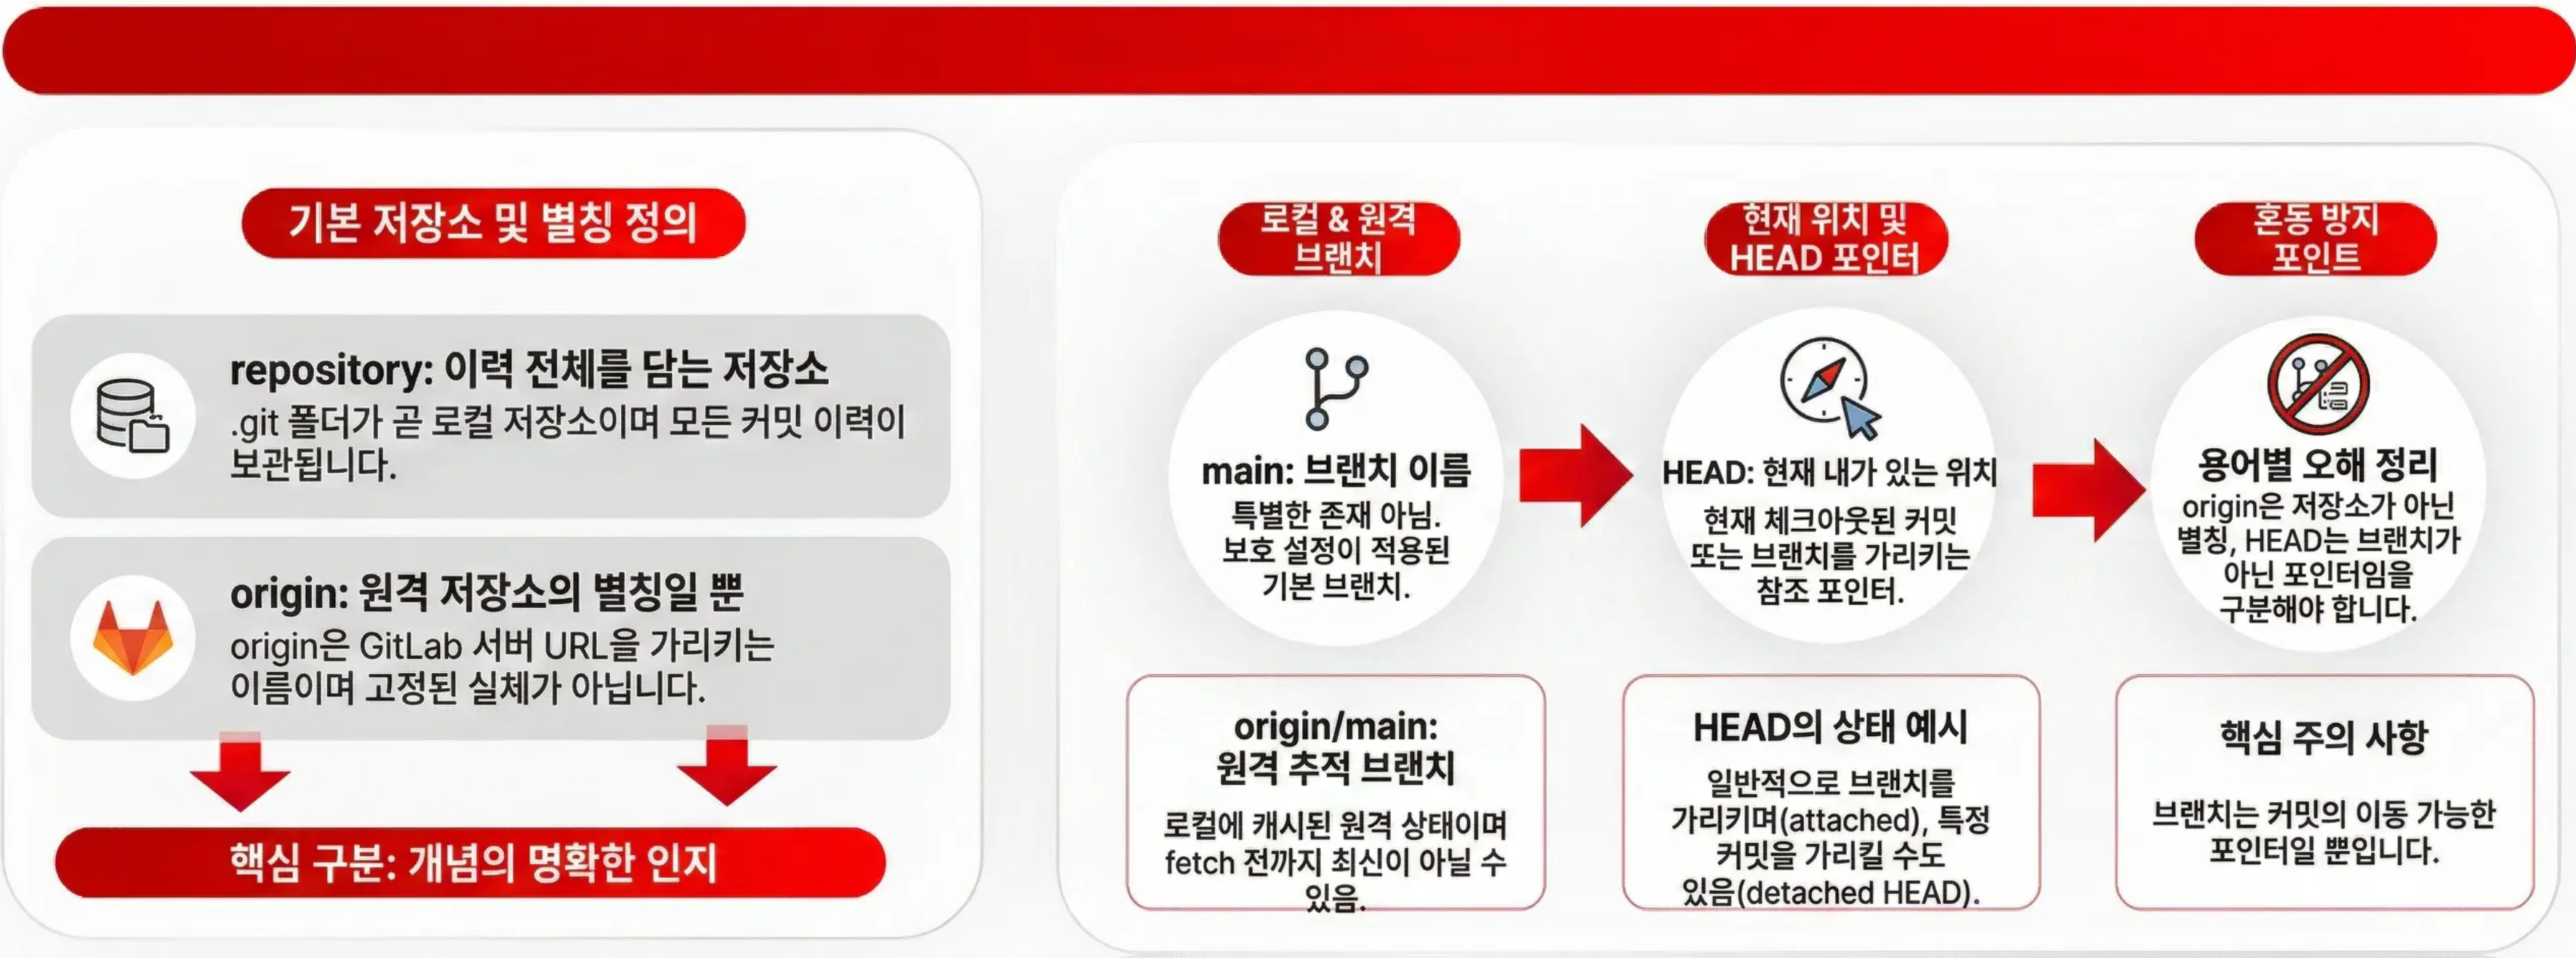 기본 저장소 및 별칭 정의
repository: 이력 전체를 담는 저장소
.git 폴더가 곧 로컬 저장소이며 모든 커밋 이력이
보관됩니다.
origin: 원격 저장소의 별칭일 뿐
origin은 GitLab 서버 URL을 가리키는
이름이며 고정된 실체가 아닙니다.
핵심 구분: 개념의 명확한 인지
로컬 & 원격
브랜치
main: 브랜치 이름
특별한 존재 아님.
보호 설정이 적용된
기본 브랜치.
origin/main:
원격 추적 브랜치
로컬에 캐시된 원격 상태이며
fetch 전까지 최신이 아닐 수
있음.
현재 위치 및
HEAD 포인터
HEAD: 현재 내가 있는 위치
현재 체크아웃된 커밋
또는 브랜치를 가리키는
참조 포인터.
HEAD의 상태 예시
일반적으로 브랜치를
가리키며(attached), 특정
커밋을 가리킬 수도
있음(detached HEAD).
혼동 방지
포인트
용어별 오해 정리
origin은 저장소가 아닌
별칭, HEAD는 브랜치가
아닌 포인터임을
구분해야 합니다.
핵심 주의 사항
브랜치는 커밋의 이동 가능한
포인터일 뿐입니다.